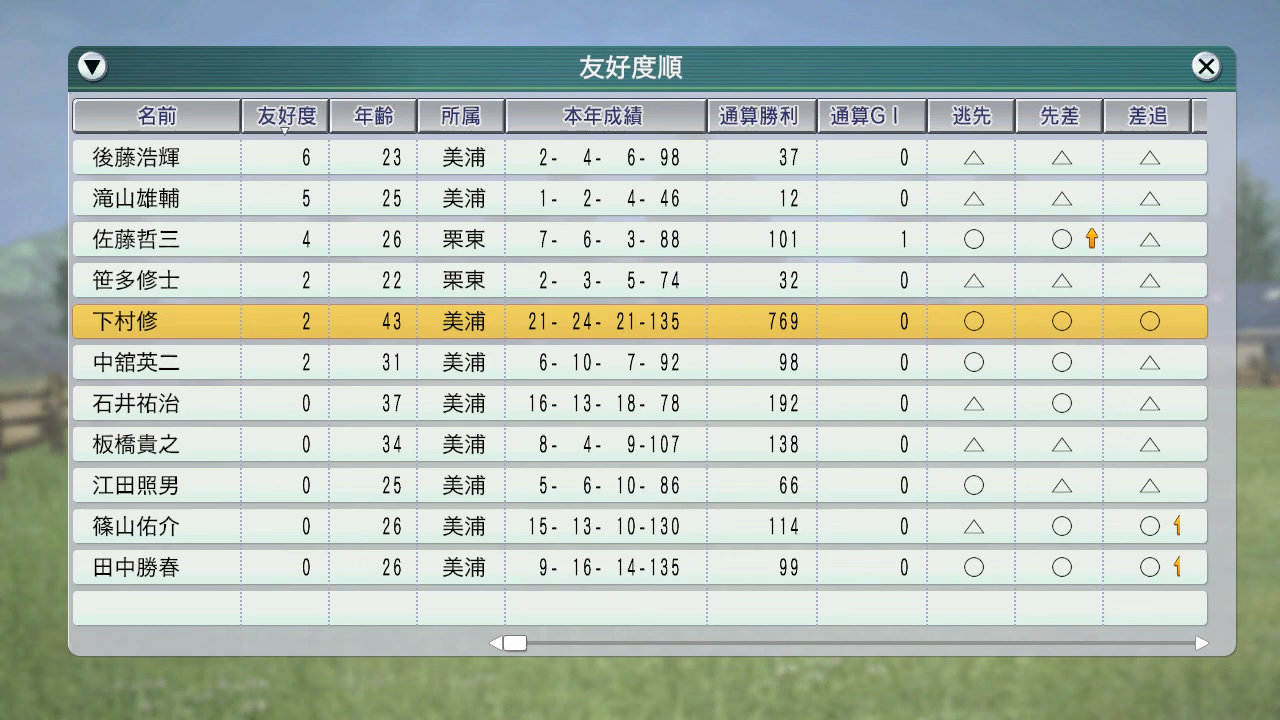 友好度順
名前 友好度 年齢 所属 本年成績 通算勝利 通算GⅠ 逃先 先差 差追
後藤浩輝 6 23 美浦 2- 4- 6- 98 37 0 △ △ △
滝山雄輔 5 25 美浦 1- 2- 4- 46 12 0 △ △ △
佐藤哲三 4 26 栗東 7- 6- 3- 88 101 1 ○ ○ △
笹多修士 2 22 栗東 2- 3- 5- 74 32 0 △ △ △
下村修 2 43 美浦 21- 24- 21-135 769 0 ○ ○ ○
中舘英二 2 31 美浦 6- 10- 7- 92 98 0 ○ ○ △
石井祐治 0 37 美浦 16- 13- 18- 78 192 0 △ ○ △
板橋貴之 0 34 美浦 8- 4- 9-107 138 0 △ △ △
江田照男 0 25 美浦 5- 6- 10- 86 66 0 ○ △ △
篠山佑介 0 26 美浦 15- 13- 10-130 114 0 △ ○ ○
田中勝春 0 26 美浦 9- 16- 14-135 99 0 ○ ○ ○